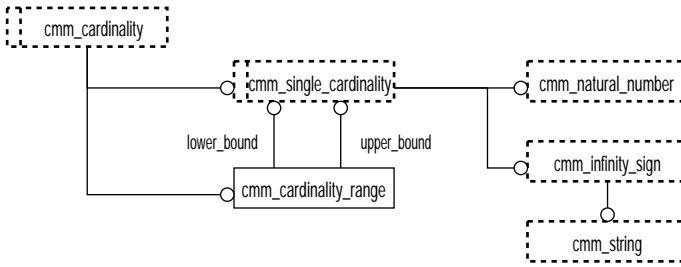 cmm_cardinality
cmm_single_cardinality
cmm_natural_number
lower_bound
upper_bound
cmm_infinity_sign
cmm_cardinality_range
cmm_string